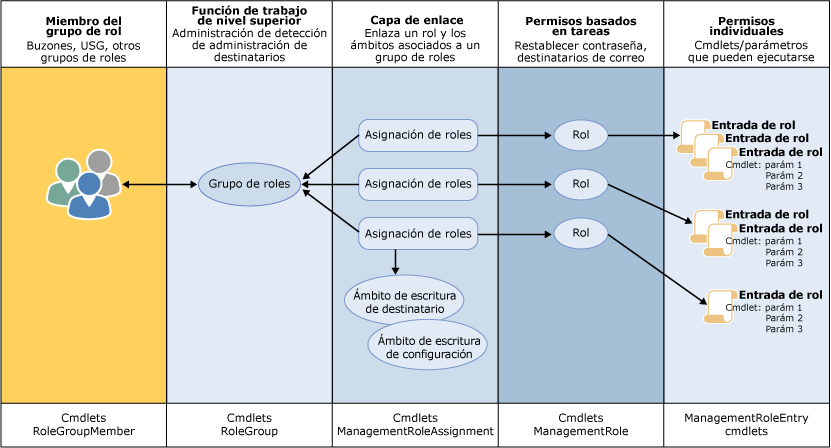 Miembro del
grupo de rol
Buzones, USG, otros
grupos de roles
Función de trabajo
de nivel superior
Administración de detección
de administración de
destinatarios
Capa de enlace
Enlaza un rol y los
ámbitos asociados a un
grupo de roles
Permisos basados
en tareas
Restablecer contraseña,
destinatarios de correo
Permisos
individuales
Cmdlets/parámetros
que pueden ejecutarse
Grupo de roles
Asignación de roles
Asignación de roles
Asignación de roles
Ámbito de escritura
de destinatario
Ámbito de escritura
de configuración
Rol
Rol
Rol
Entrada de rol
Entrada de rol
Entrada de rol
Cmdlet: parám 1
Parám 2
Parám 3
Entrada de rol
Entrada de rol
Cmdlet: parám 1
Parám 2
Parám 3
Entrada de rol
Cmdlet: parám 1
Parám 2
Parám 3
Cmdlets
RoleGroupMember
Cmdlets
RoleGroup
Cmdlets
ManagementRoleAssignment
Cmdlets
ManagementRole
ManagementRoleEntry
cmdlets